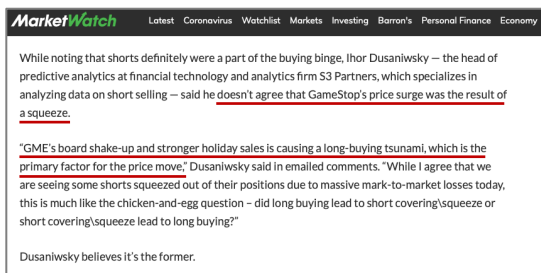 MarketWatch Latest Coronavirus Watchlist Markets Investing Barron's Personal Finance Economy
While noting that shorts definitely were a part of the buying binge, Ihor Dusaniwsky — the head of
predictive analytics at financial technology and analytics firm S3 Partners, which specializes in
analyzing data on short selling — said he doesn't agree that GameStop's price surge was the result of
a squeeze.
“GME's board shake-up and stronger holiday sales is causing a long-buying tsunami, which is the
primary factor for the price move,” Dusaniwsky said in emailed comments. “While I agree that we
are seeing some shorts squeezed out of their positions due to massive mark-to-market losses today,
this is much like the chicken-and-egg question – did long buying lead to short covering\squeeze or
short covering\squeeze lead to long buying?”
Dusaniwsky believes it's the former.